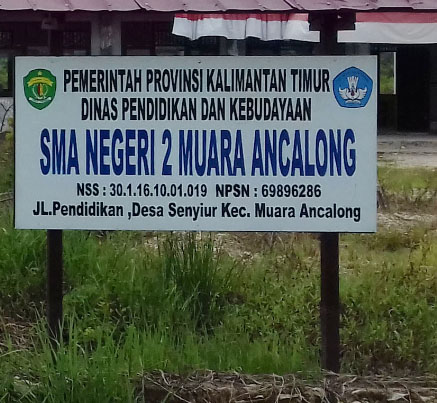 PEMERINTAH PROVINSI KALIMANTAN TIMUR
DINAS PENDIDIKAN DAN KEBUDAYAAN
SMA NEGERI 2 MUARA ANCALONG
NSS : 30.1.16.10.01.019 NPSN : 69896286
JL.Pendidikan ,Desa Senyiur Kec. Muara Ancalong